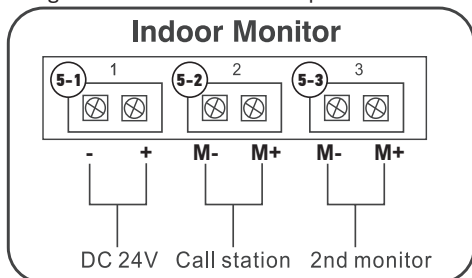 Indoor Monitor
5-1 1 5-2 2 5-3 3
- + M- M+ M- M+
DC 24V Call station 2nd monitor